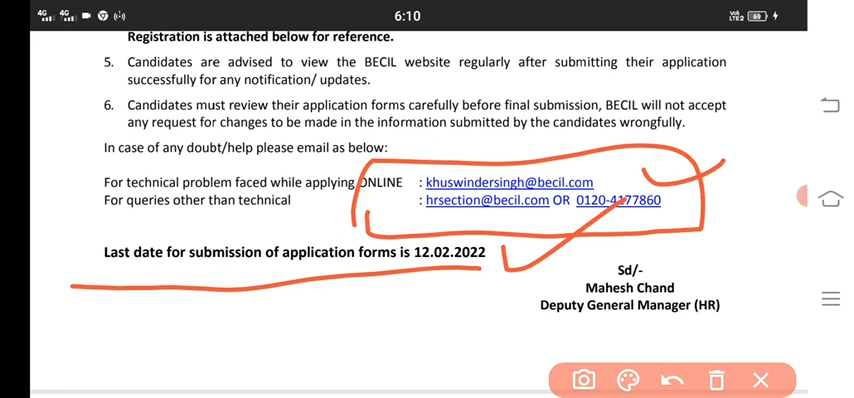 4G 4G 6:10 Vo) LTE2 69
Registration is attached below for reference.
5. Candidates are advised to view the BECIL website regularly after submitting their application
successfully for any notification/ updates.
6. Candidates must review their application forms carefully before final submission, BECIL will not accept
any request for changes to be made in the information submitted by the candidates wrongfully.
In case of any doubt/help please email as below:
For technical problem faced while applying ONLINE : khuswindersingh@becil.com
For queries other than technical : hrsection@becil.com OR 0120-4177860
Last date for submission of application forms is 12.02.2022
Sd/-
Mahesh Chand
Deputy General Manager (HR)